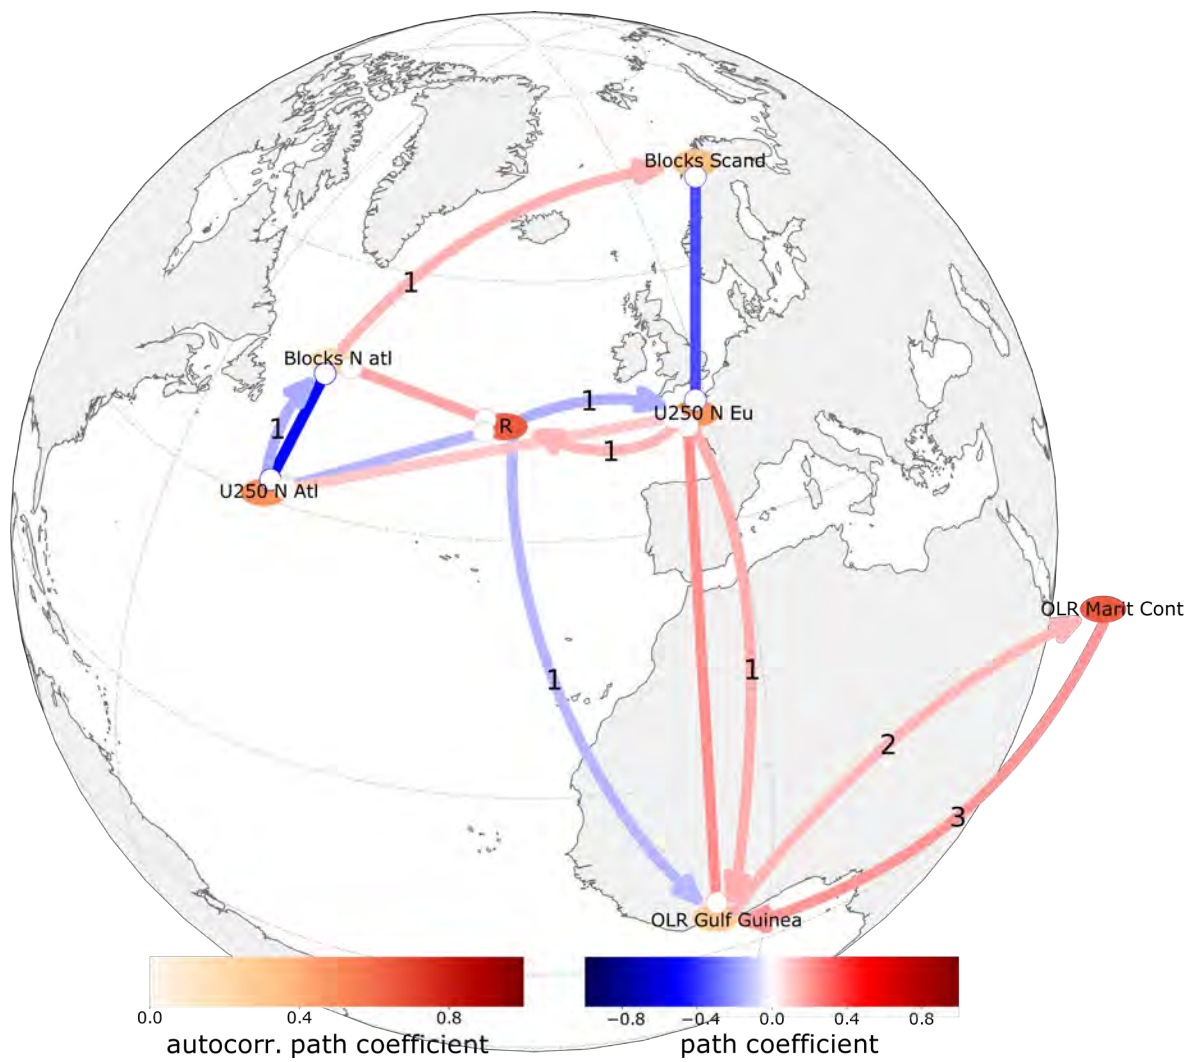 Blocks Scand
1
Blocks N atl
1
U250 N Eu
1
R
1
U250 N Atl
OLR Marit Cont
1
1
2
3
OLR Gulf Guinea
0.0 0.4 0.8
autocorr. path coefficient
−0.8 −0.4 0.0 0.4 0.8
path coefficient